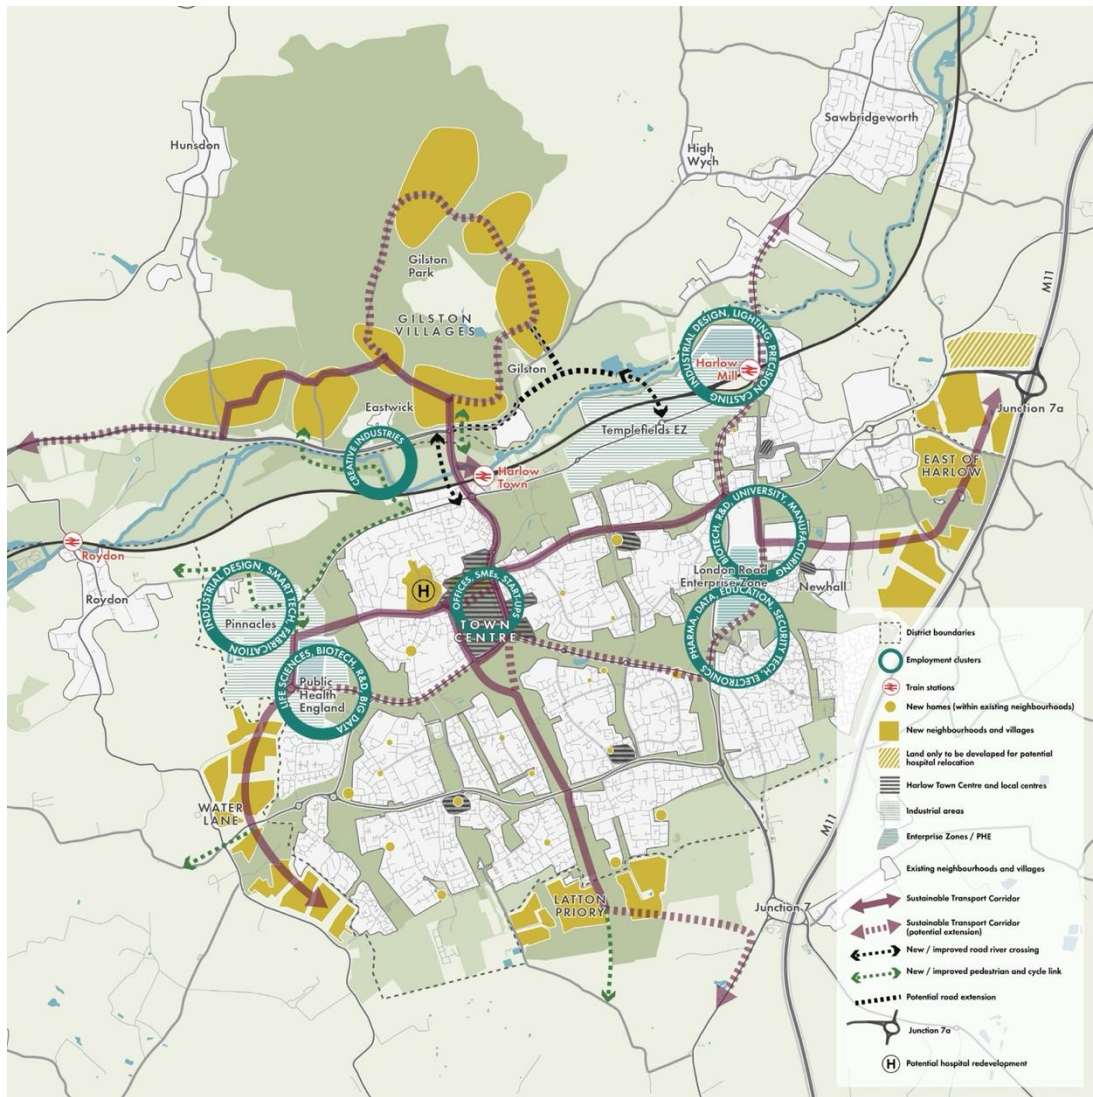 Sawbridgeworth
Hunsdon
High
Wych
M11
Gilston
Park
GILSTON
VILLAGES
INDUSTRIAL DESIGN, LIGHTING, PRECISION CASTING
Harlow
Mill
Gilston
Eastwick
Junction 7a
Templefields EZ
CREATIVE INDUSTRIES
EAST OF
HARLOW
Harlow
Town
BIOTECH, R&D, UNIVERSITY, MANUFACTURING
Roydon
London Road
Enterprise Zone
Newhall
Roydon
INDUSTRIAL DESIGN, SMART TECH, FABRICATION
Pinnacles
H
OFFICES, SMEs, START-UPS
TOWN
CENTRE
PHARMA, DATA, EDUCATION, SECURITY TECH, ELECTRONICS
LIFE SCIENCES, BIOTECH, R&D, BIG DATA
Public
Health
England
WATER
LANE
M11
LATTON
PRIORY
Junction 7
District boundaries
Employment clusters
Train stations
New homes (within existing neighbourhoods)
New neighbourhoods and villages
Land only to be developed for potential
hospital relocation
Harlow Town Centre and local centres
Industrial areas
Enterprise Zones / PHE
Existing neighbourhoods and villages
Sustainable Transport Corridor
Sustainable Transport Corridor
(potential extension)
New / improved road river crossing
New / improved pedestrian and cycle link
Potential road extension
Junction 7a
H
Potential hospital redevelopment